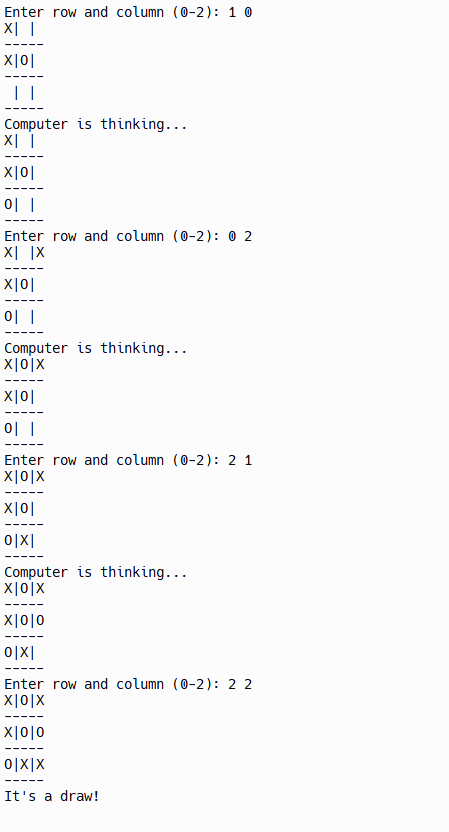 Enter row and column (0-2): 1 0
X| | 
-----
X|O| 
-----
 | | 
-----
Computer is thinking...
X| | 
-----
X|O| 
-----
O| | 
-----
Enter row and column (0-2): 0 2
X| |X
-----
X|O| 
-----
O| | 
-----
Computer is thinking...
X|O|X
-----
X|O| 
-----
O| | 
-----
Enter row and column (0-2): 2 1
X|O|X
-----
X|O| 
-----
O|X| 
-----
Computer is thinking...
X|O|X
-----
X|O|O
-----
O|X| 
-----
Enter row and column (0-2): 2 2
X|O|X
-----
X|O|O
-----
O|X|X
-----
It's a draw!